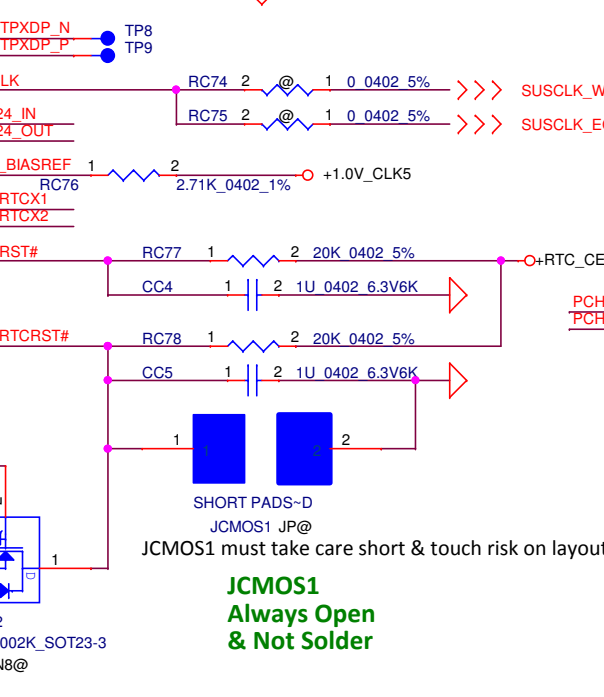 TPXDP_N
TP8
TPXDP_P
TP9
LK
RC74 2 @ 1 0_0402_5%
SUSCLK_W
24_IN
RC75 2 @ 1 0_0402_5%
SUSCLK_E
24_OUT
_BIASREF 1 2
+1.0V_CLK5
RC76 2.71K_0402_1%
RTCX1
RTCX2
RST#
RC77 1 2 20K_0402_5%
+RTC_CE
CC4 1 2 1U_0402_6.3V6K
PCH
PCH
RTCRST#
RC78 1 2 20K_0402_5%
CC5 1 2 1U_0402_6.3V6K
1 1 2 2
SHORT PADS~D
JCMOS1 JP@
JCMOS1 must take care short & touch risk on layout
1
D
JCMOS1
Always Open
& Not Solder
2
002K_SOT23-3
N8@